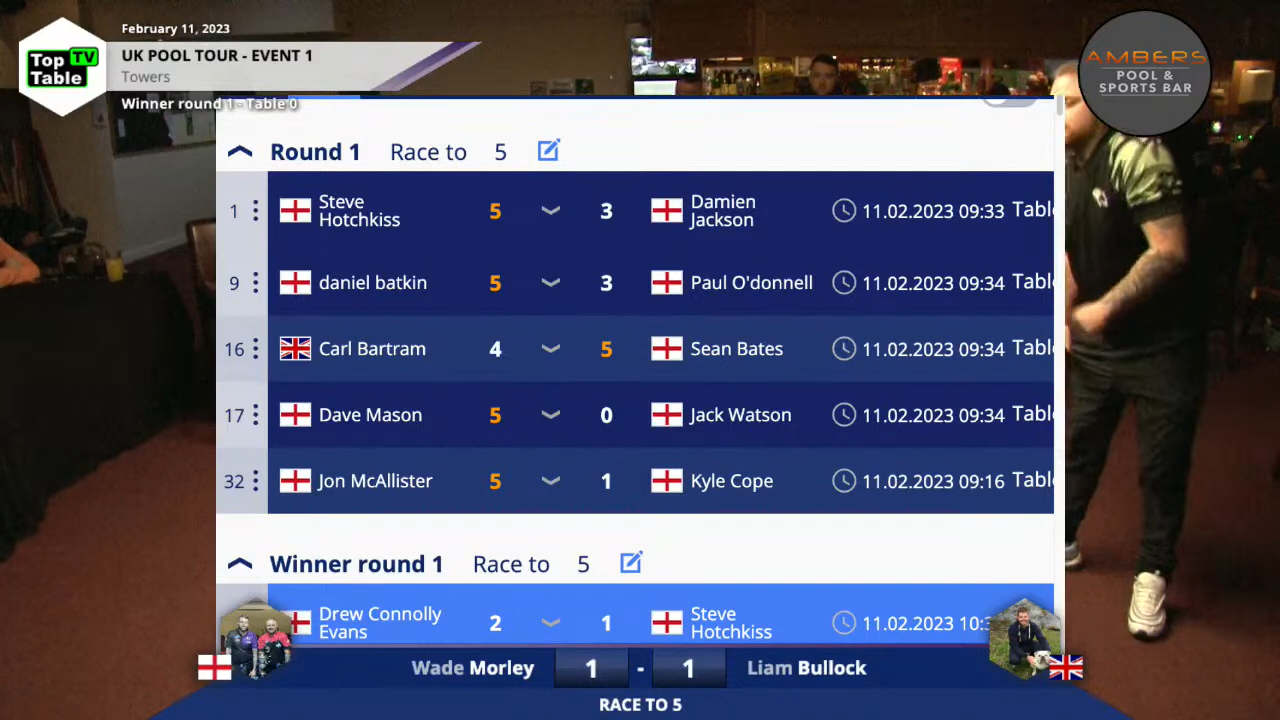 February 11, 2023
UK POOL TOUR - EVENT 1
Towers
Winner round 1 - Table 0
Top TV
Table
AMBERS
POOL &
SPORTS BAR
Round 1 Race to 5
1 Steve Hotchkiss 5 3 Damien Jackson 11.02.2023 09:33 Tabl
9 daniel batkin 5 3 Paul O'donnell 11.02.2023 09:34 Tabl
16 Carl Bartram 4 5 Sean Bates 11.02.2023 09:34 Tabl
17 Dave Mason 5 0 Jack Watson 11.02.2023 09:34 Tabl
32 Jon McAllister 5 1 Kyle Cope 11.02.2023 09:16 Tabl
Winner round 1 Race to 5
Drew Connolly Evans 2 1 Steve Hotchkiss 11.02.2023 10:
Wade Morley 1 - 1 Liam Bullock
RACE TO 5